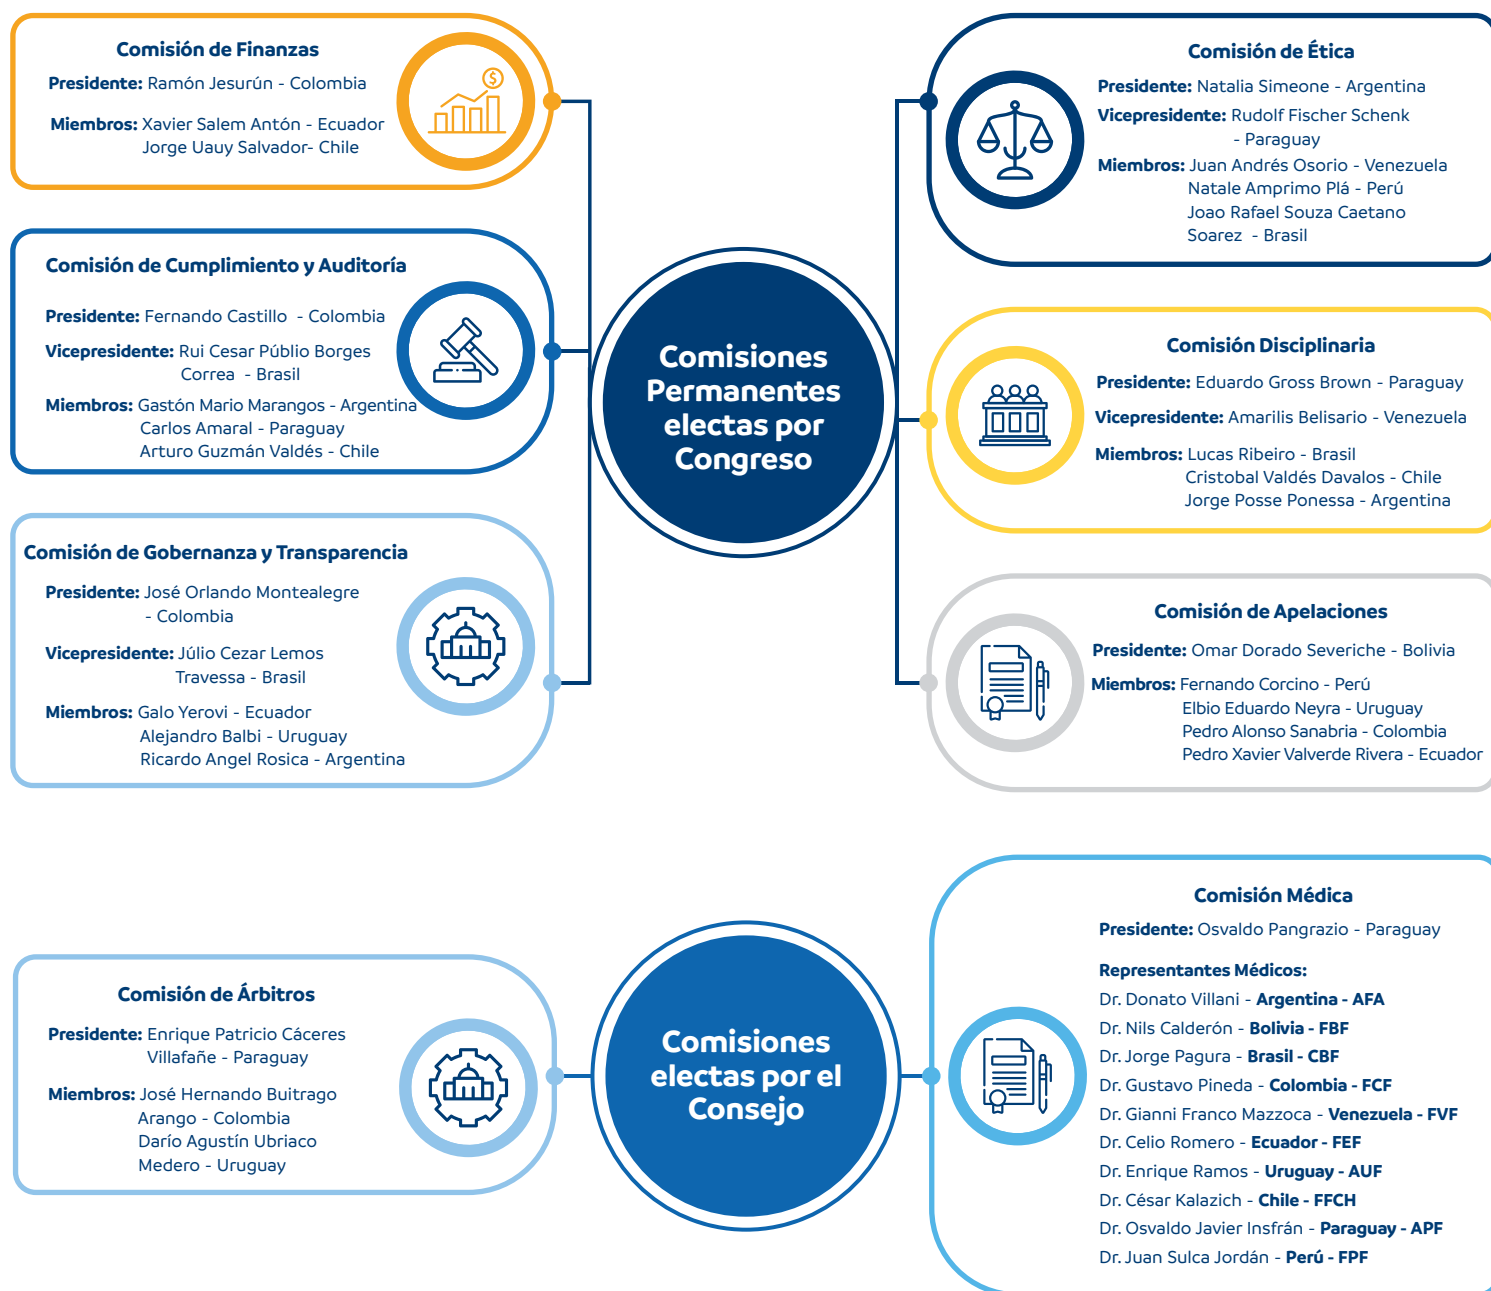 Comisión de Finanzas
Presidente: Ramón Jesurún - Colombia
Miembros: Xavier Salem Antón - Ecuador
Jorge Uauy Salvador- Chile
Comisión de Cumplimiento y Auditoría
Presidente: Fernando Castillo - Colombia
Vicepresidente: Rui Cesar Públio Borges
Correa - Brasil
Miembros: Gastón Mario Marangos - Argentina
Carlos Amaral - Paraguay
Arturo Guzmán Valdés - Chile
Comisión de Gobernanza y Transparencia
Presidente: José Orlando Montealegre
- Colombia
Vicepresidente: Júlio Cezar Lemos
Travessa - Brasil
Miembros: Galo Yerovi - Ecuador
Alejandro Balbi - Uruguay
Ricardo Angel Rosica - Argentina
Comisiones
Permanentes
electas por
Congreso
$
Comisión de Ética
Presidente: Natalia Simeone - Argentina
Vicepresidente: Rudolf Fischer Schenk
- Paraguay
Miembros: Juan Andrés Osorio - Venezuela
Natale Amprimo Plá - Perú
Joao Rafael Souza Caetano
Soarez - Brasil
Comisión Disciplinaria
Presidente: Eduardo Gross Brown - Paraguay
Vicepresidente: Amarilis Belisario - Venezuela
Miembros: Lucas Ribeiro - Brasil
Cristobal Valdés Davalos - Chile
Jorge Posse Ponessa - Argentina
Comisión de Apelaciones
Presidente: Omar Dorado Severiche - Bolivia
Miembros: Fernando Corcino - Perú
Elbio Eduardo Neyra - Uruguay
Pedro Alonso Sanabria - Colombia
Pedro Xavier Valverde Rivera - Ecuador
Comisión de Árbitros
Presidente: Enrique Patricio Cáceres
Villafañe - Paraguay
Miembros: José Hernando Buitrago
Arango - Colombia
Darío Agustín Ubriaco
Medero - Uruguay
Comisiones
electas por el
Consejo
Comisión Médica
Presidente: Osvaldo Pangrazio - Paraguay
Representantes Médicos:
Dr. Donato Villani - Argentina - AFA
Dr. Nils Calderón - Bolivia - FBF
Dr. Jorge Pagura - Brasil - CBF
Dr. Gustavo Pineda - Colombia - FCF
Dr. Gianni Franco Mazzoca - Venezuela - FVF
Dr. Celio Romero - Ecuador - FEF
Dr. Enrique Ramos - Uruguay - AUF
Dr. César Kalazich - Chile - FFCH
Dr. Osvaldo Javier Insfrán - Paraguay - APF
Dr. Juan Sulca Jordán - Perú - FPF